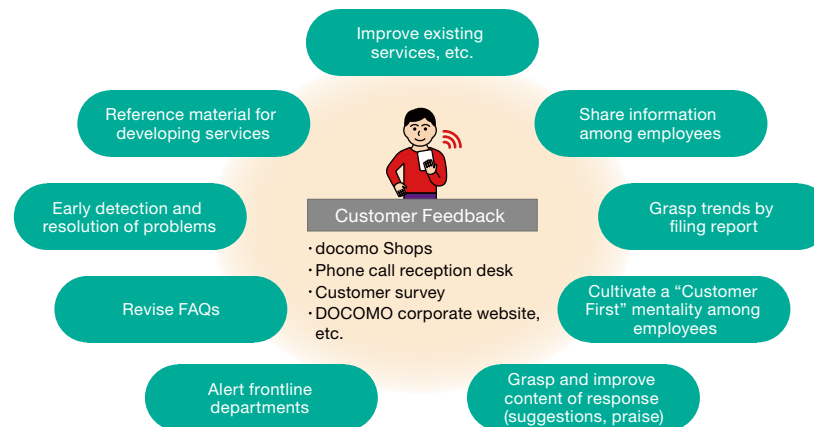 Improve existing
services, etc.
Reference material for
developing services
Share information
among employees
Early detection and
resolution of problems
Grasp trends by
filing report
Customer Feedback
・docomo Shops
・Phone call reception desk
・Customer survey
・DOCOMO corporate website,
etc.
Revise FAQs
Cultivate a “Customer
First” mentality among
employees
Alert frontline
departments
Grasp and improve
content of response
(suggestions, praise)